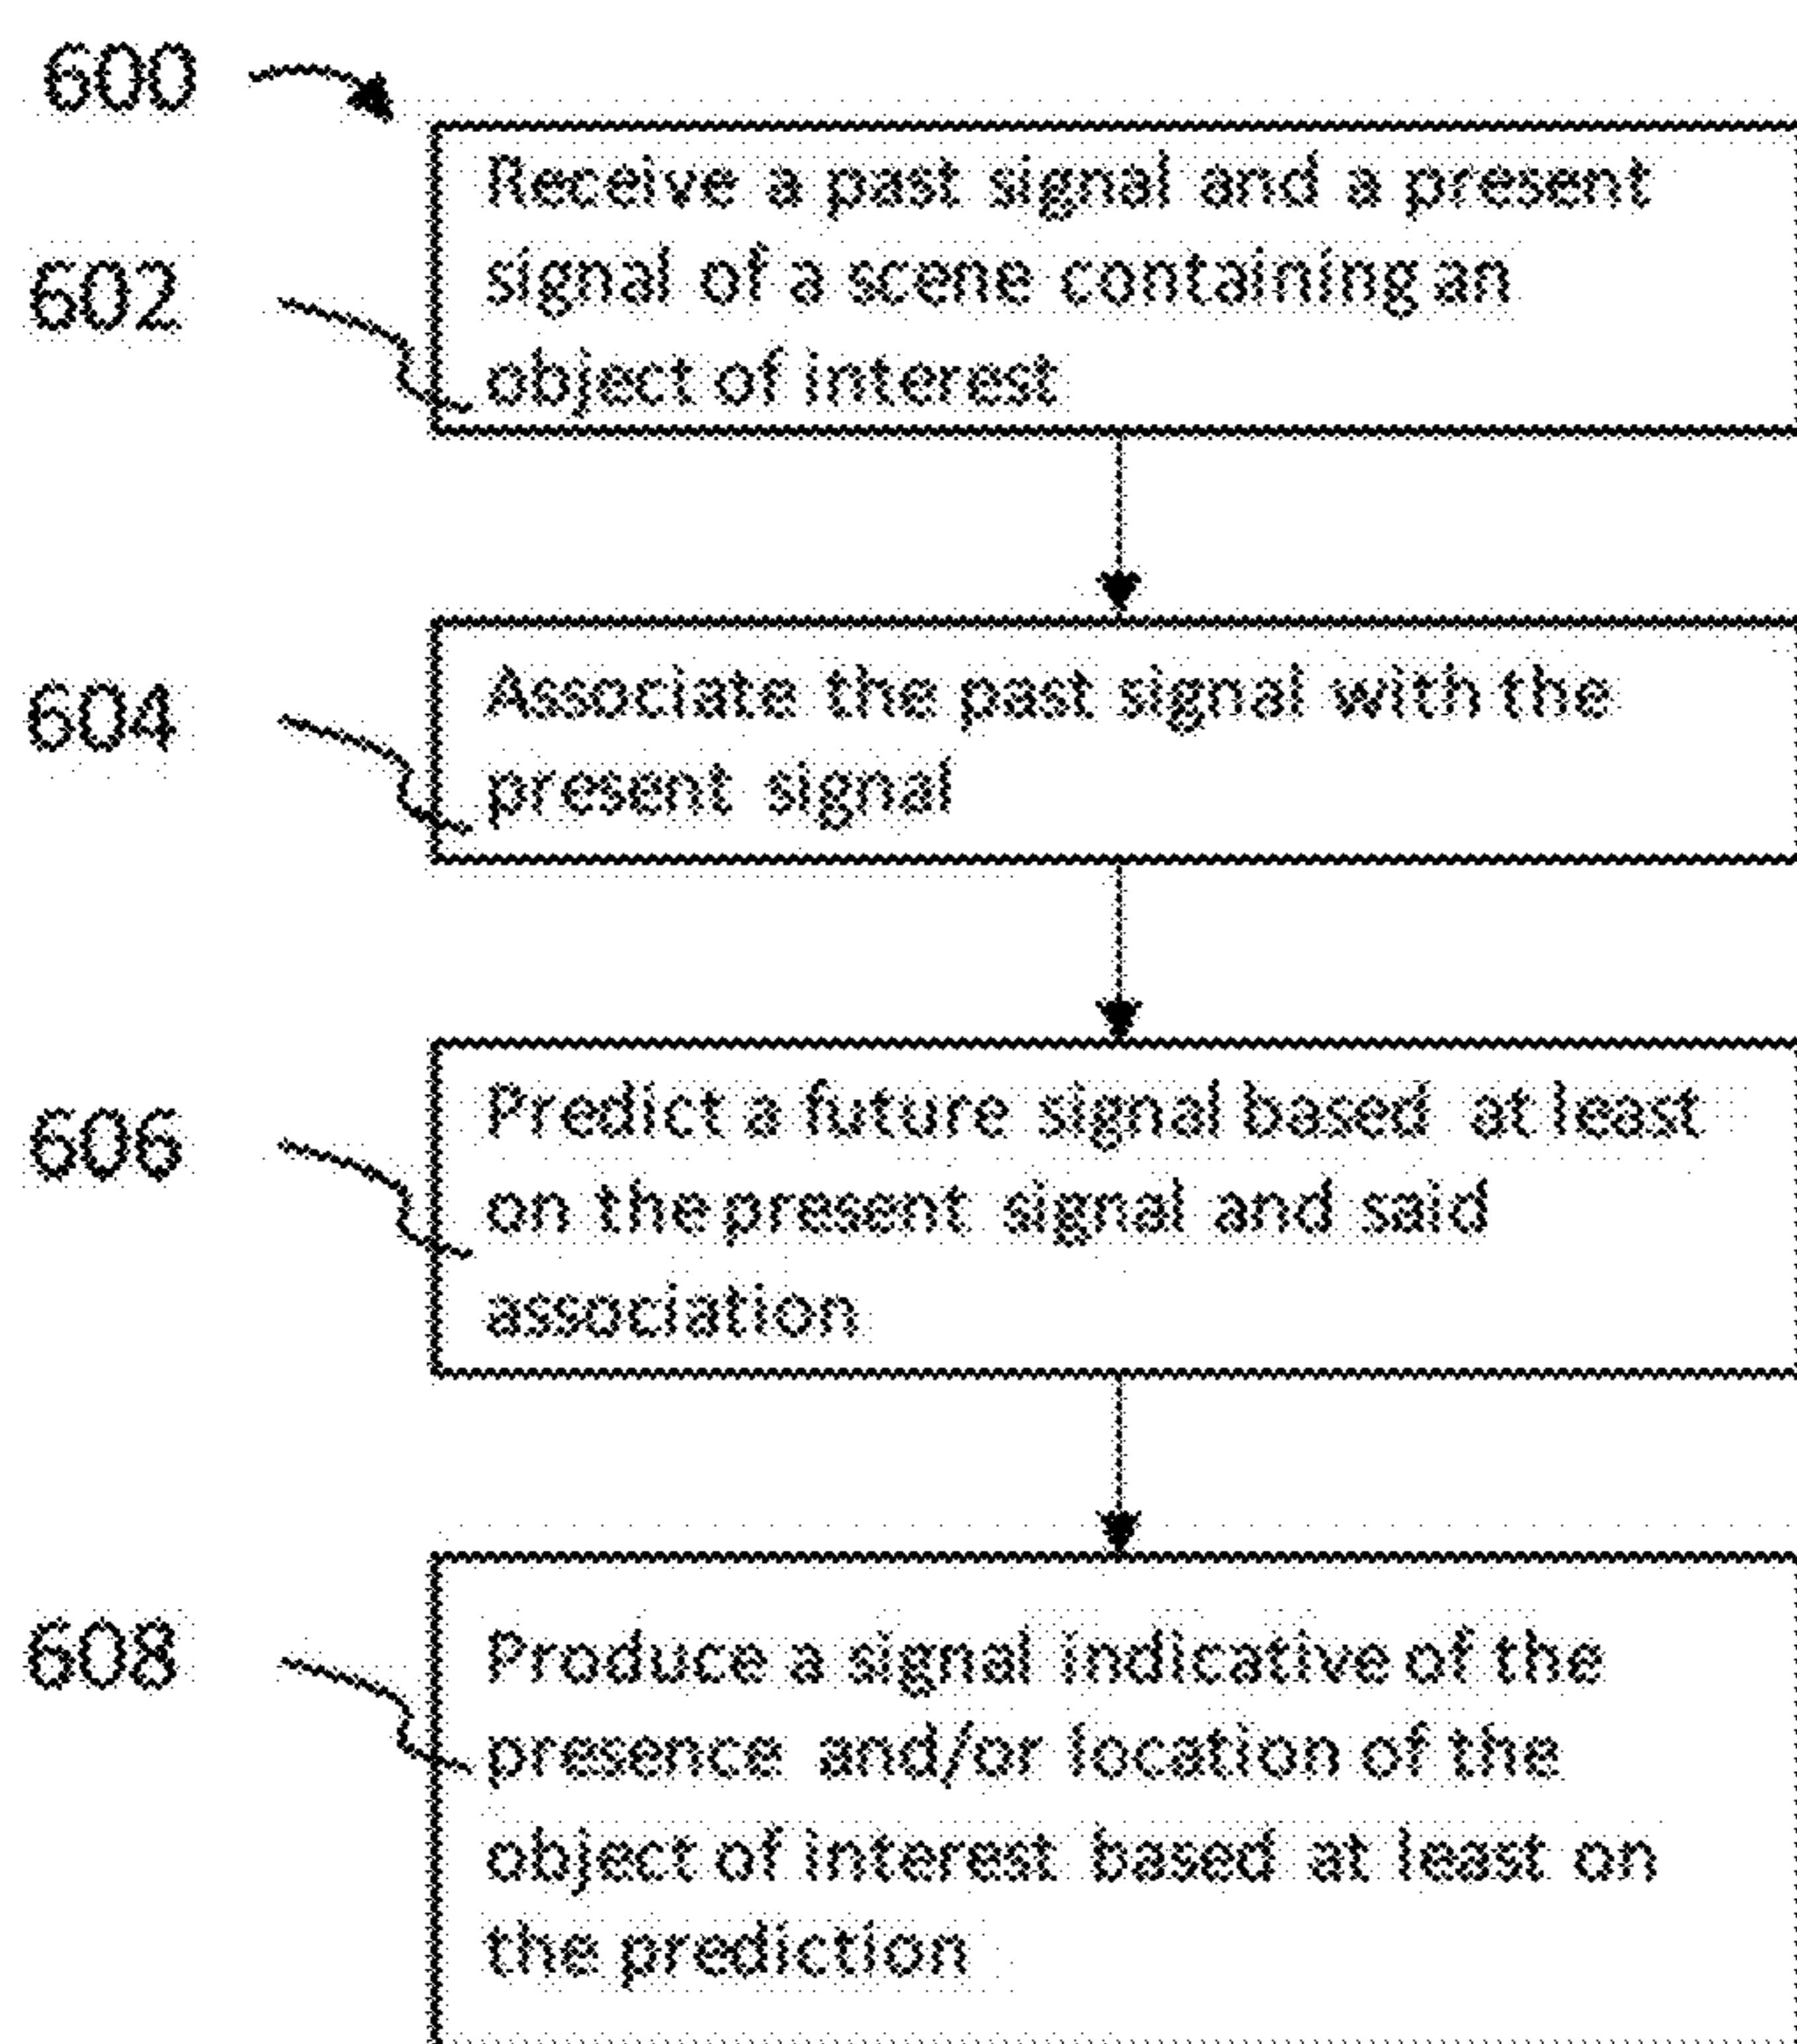 600
Receive a past signal and a present
signal of a scene containing an
object of interest
602
Associate the past signal with the
present signal
604
Predict a future signal based at least
on the present signal and said
association
606
Produce a signal indicative of the
presence and/or location of the
object of interest based at least on
the prediction
608